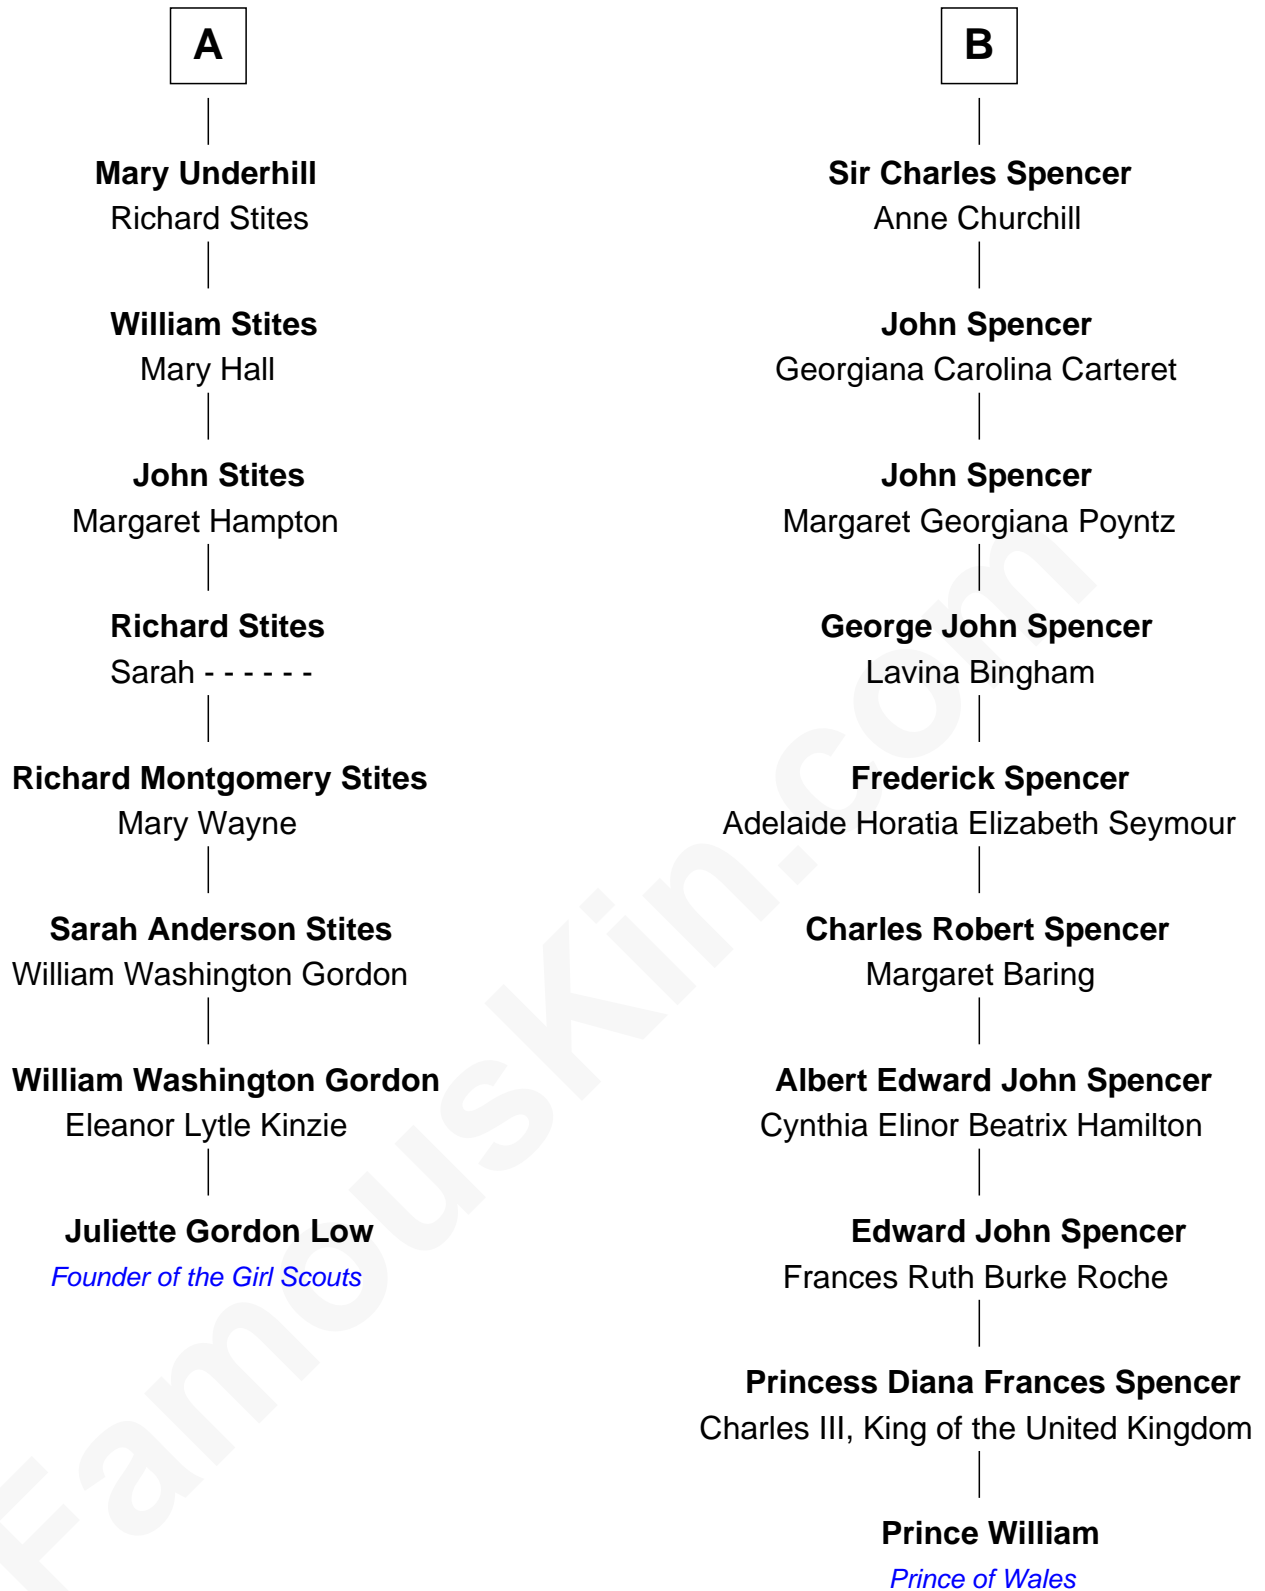 A
Mary Underhill
Richard Stites
William Stites
Mary Hall
John Stites
Margaret Hampton
Richard Stites
Sarah - - - - - -
Richard Montgomery Stites
Mary Wayne
Sarah Anderson Stites
William Washington Gordon
William Washington Gordon
Eleanor Lytle Kinzie
Juliette Gordon Low
Founder of the Girl Scouts
B
Sir Charles Spencer
Anne Churchill
John Spencer
Georgiana Carolina Carteret
John Spencer
Margaret Georgiana Poyntz
George John Spencer
Lavina Bingham
Frederick Spencer
Adelaide Horatia Elizabeth Seymour
Charles Robert Spencer
Margaret Baring
Albert Edward John Spencer
Cynthia Elinor Beatrix Hamilton
Edward John Spencer
Frances Ruth Burke Roche
Princess Diana Frances Spencer
Charles III, King of the United Kingdom
Prince William
Prince of Wales
FamousKin.com